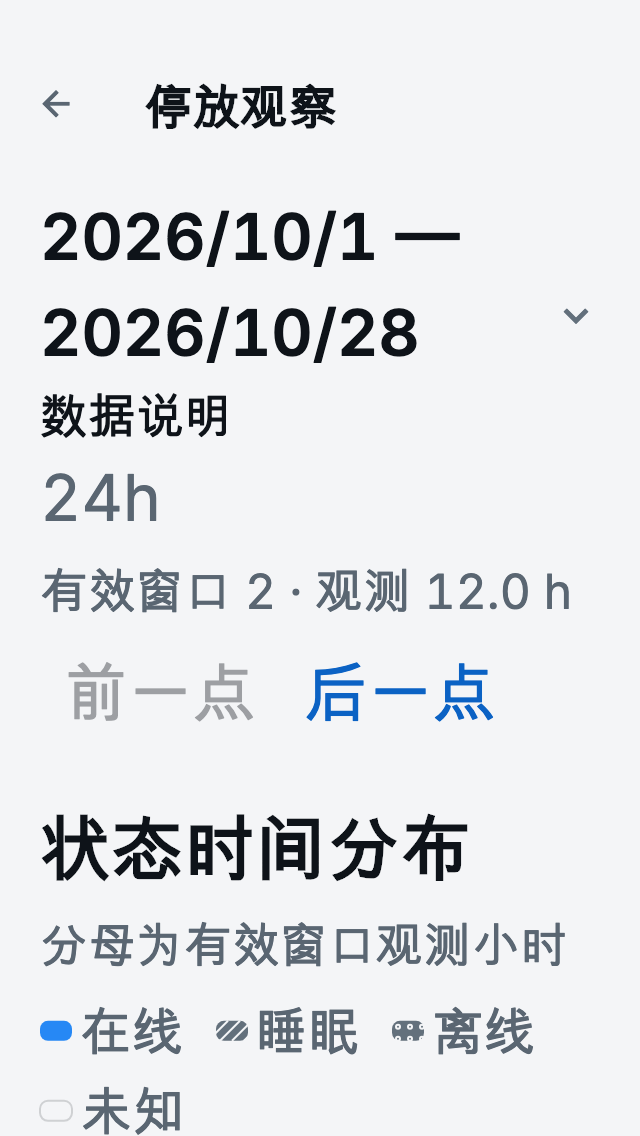 停放观察
2026/10/1 —
2026/10/28
数据说明
24h
有效窗口 2 · 观测 12.0 h
前一点 后一点
状态时间分布
分母为有效窗口观测小时
在线 睡眠 离线
未知